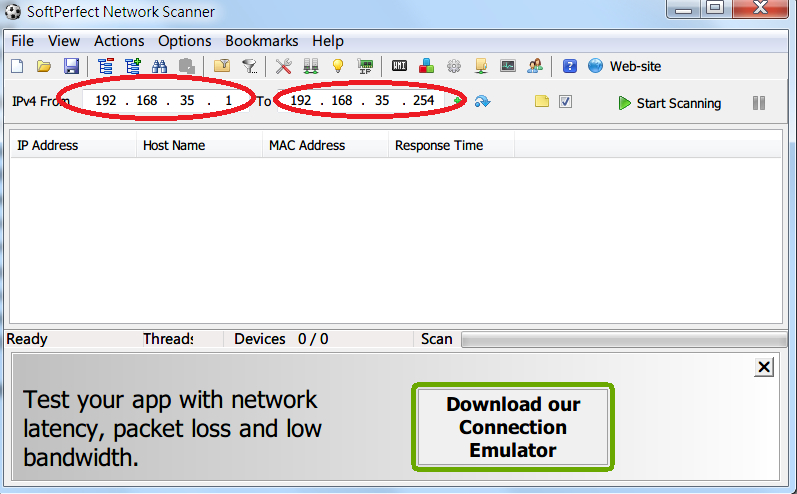 SoftPerfect Network Scanner
File View Actions Options Bookmarks Help
IP Web-site
IPv4 From 192 . 168 . 35 . 1 To 192 . 168 . 35 . 254 Start Scanning
IP Address Host Name MAC Address Response Time
Ready Threads Devices 0 / 0 Scan
Test your app with network
latency, packet loss and low
bandwidth.
Download our
Connection
Emulator